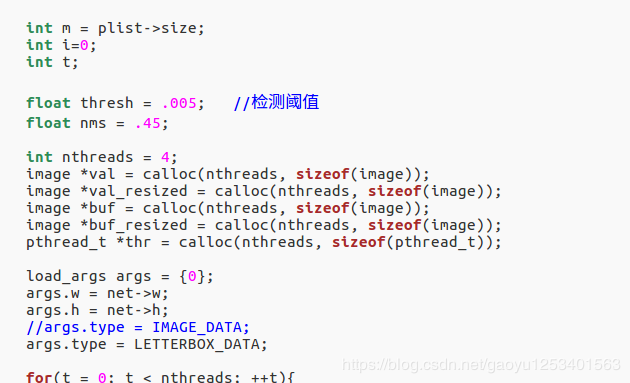 int m = plist->size;
int i=0;
int t;
float thresh = .005;   //检测阈值
float nms = .45;
int nthreads = 4;
image *val = calloc(nthreads, sizeof(image));
image *val_resized = calloc(nthreads, sizeof(image));
image *buf = calloc(nthreads, sizeof(image));
image *buf_resized = calloc(nthreads, sizeof(image));
pthread_t *thr = calloc(nthreads, sizeof(pthread_t));
load_args args = {0};
args.w = net->w;
args.h = net->h;
//args.type = IMAGE_DATA;
args.type = LETTERBOX_DATA;
https://blog.csdn.net/gaoyu1253401563
for(t = 0; t < nthreads; ++t){